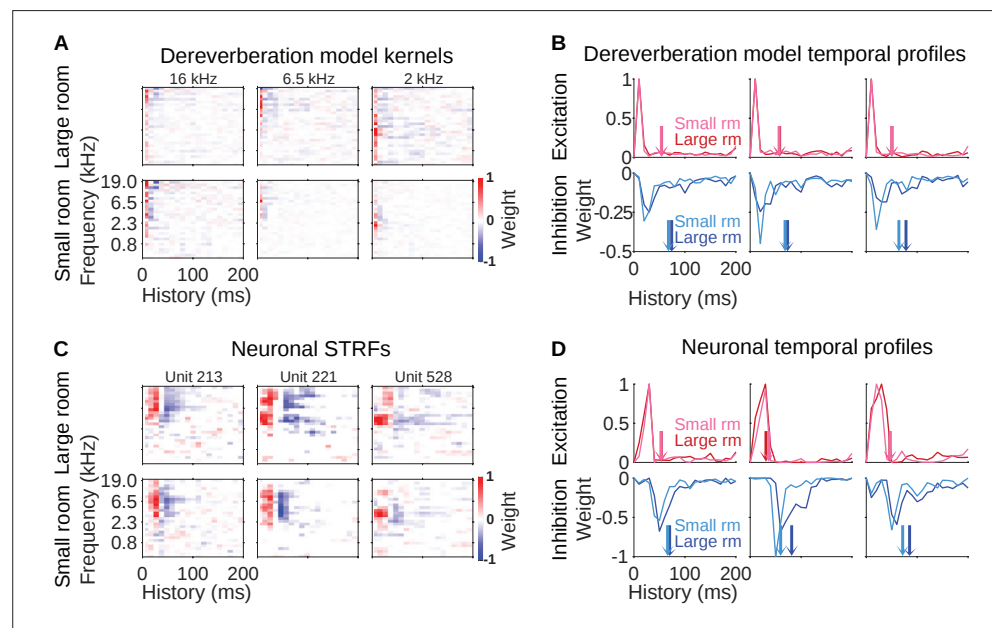 A
Dereverberation model kernels
16 kHz 6.5 kHz 2 kHz
Large room
Small room
Frequency (kHz)
19.0
6.5
2.3
0.8
0 100 200
History (ms)
1
0
-1
Weight
B
Dereverberation model temporal profiles
Excitation
1
0.5
0
Small rm
Large rm
Inhibition
Weight
0
-0.25
-0.5
Small rm
Large rm
0 100 200
History (ms)
C
Neuronal STRFs
Unit 213 Unit 221 Unit 528
Large room
Small room
Frequency (kHz)
19.0
6.5
2.3
0.8
0 100 200
History (ms)
1
0
-1
Weight
D
Neuronal temporal profiles
Excitation
1
0.5
0
Small rm
Large rm
Inhibition
Weight
0
-0.5
-1
Small rm
Large rm
0 100 200
History (ms)